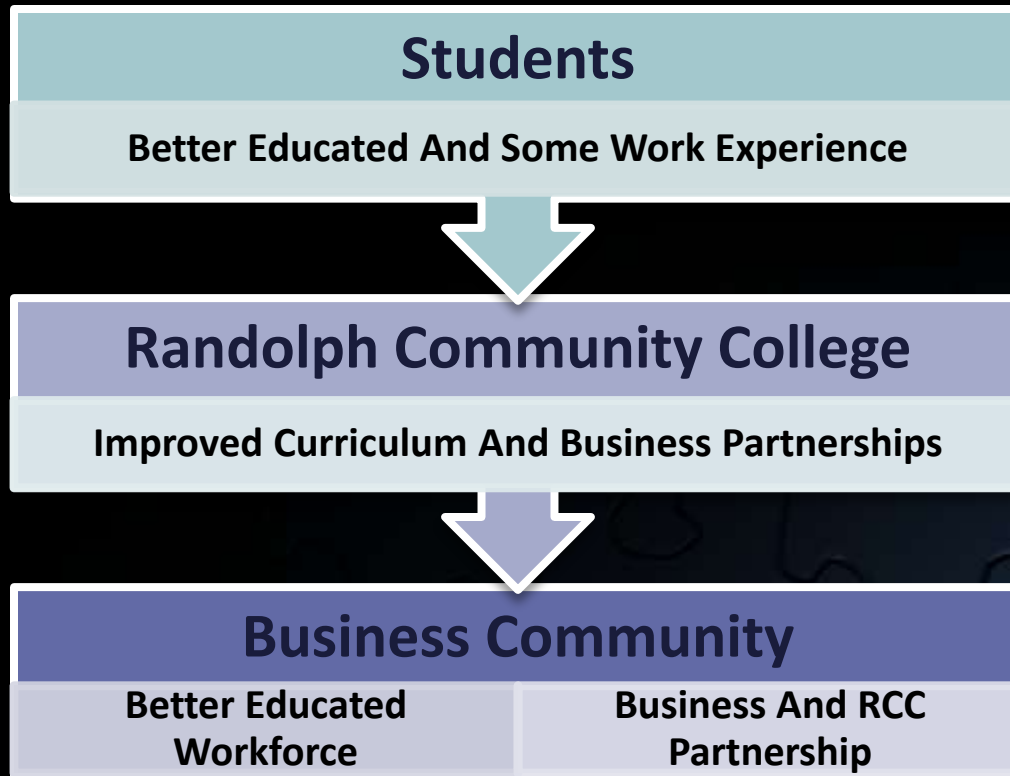 Students
Better Educated And Some Work Experience
Randolph Community College
Improved Curriculum And Business Partnerships
Business Community
Better Educated
Workforce
Business And RCC
Partnership